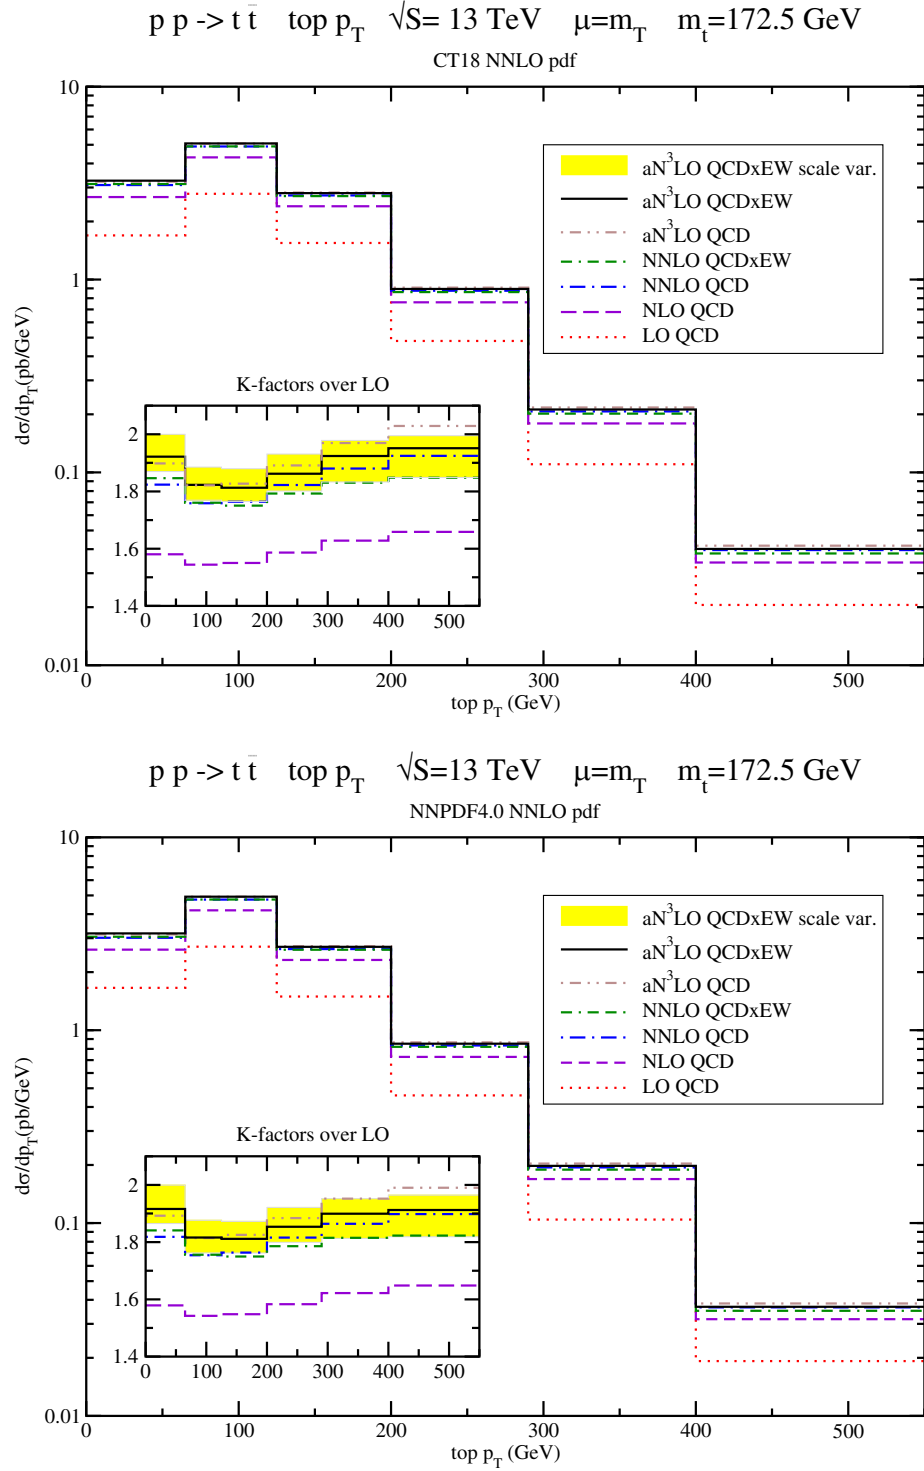 p p -> t t̄ top p_T √S= 13 TeV μ=m_T m_t=172.5 GeV
CT18 NNLO pdf
10
aN³LO QCDxEW scale var.
aN³LO QCDxEW
aN³LO QCD
NNLO QCDxEW
NNLO QCD
NLO QCD
LO QCD
1
dσ/dp_T(pb/GeV)
K-factors over LO
2
1.8
1.6
1.4
0 100 200 300 400 500
0.1
0.01
0 100 200 300 400 500
top p_T (GeV)
p p -> t t̄ top p_T √S=13 TeV μ=m_T m_t=172.5 GeV
NNPDF4.0 NNLO pdf
10
aN³LO QCDxEW scale var.
aN³LO QCDxEW
aN³LO QCD
NNLO QCDxEW
NNLO QCD
NLO QCD
LO QCD
1
dσ/dp_T(pb/GeV)
K-factors over LO
2
1.8
1.6
1.4
0 100 200 300 400 500
0.1
0.01
0 100 200 300 400 500
top p_T (GeV)